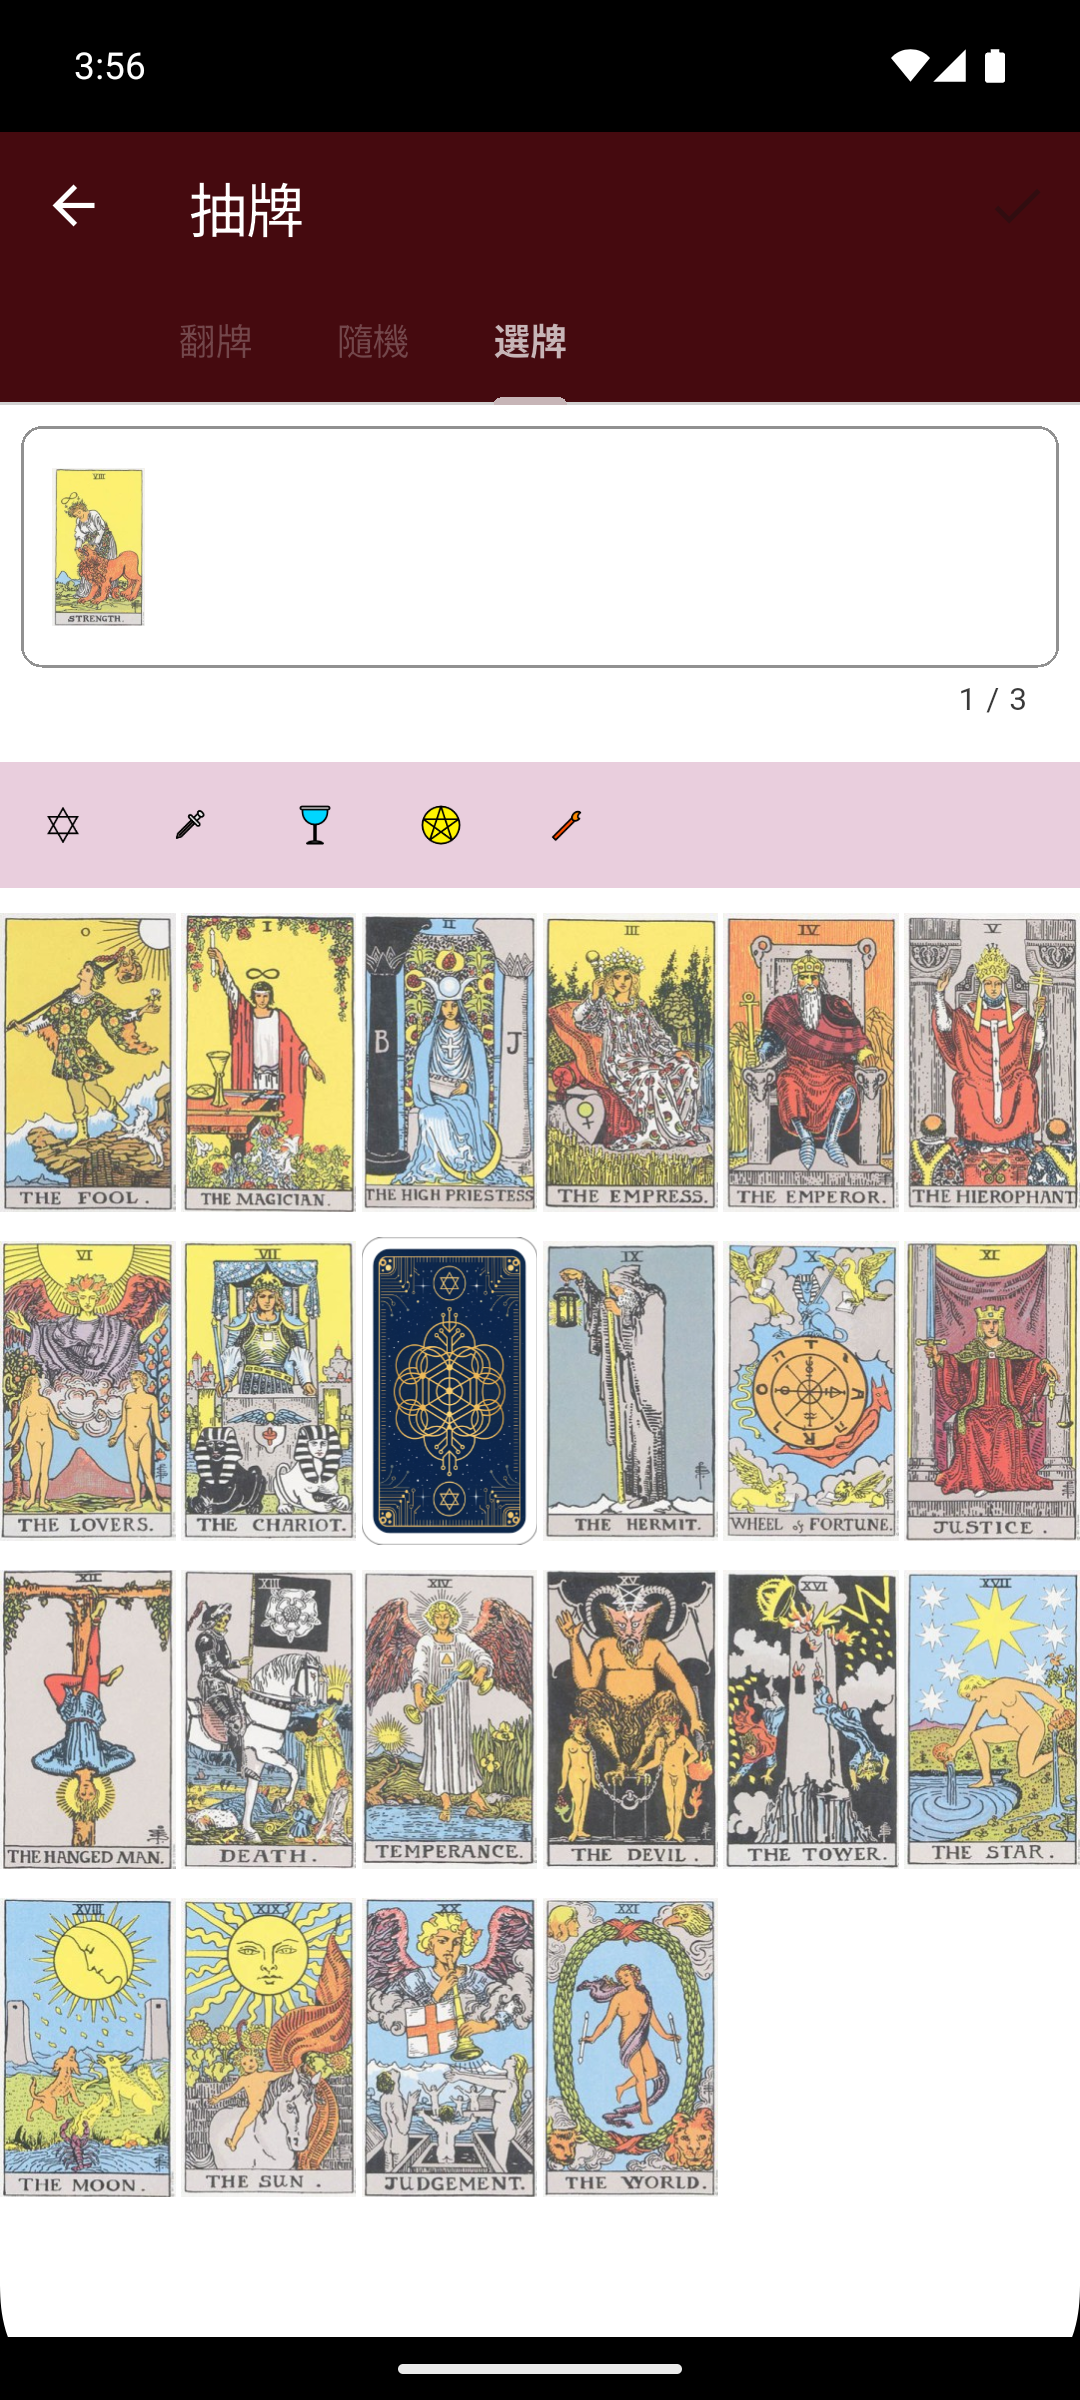 3:56
抽牌
翻牌 隨機 選牌
VIII
STRENGTH.
1 / 3
O I II III IV V
B J
THE FOOL. THE MAGICIAN. THE HIGH PRIESTESS THE EMPRESS. THE EMPEROR. THE HIEROPHANT
VI VII IX X XI
THE LOVERS. THE CHARIOT. THE HERMIT. WHEEL of FORTUNE. JUSTICE.
XII XIII XIV XV XVI XVII
THE HANGED MAN. DEATH. TEMPERANCE. THE DEVIL. THE TOWER. THE STAR.
XVIII XIX XX XXI
THE MOON. THE SUN. JUDGEMENT. THE WORLD.